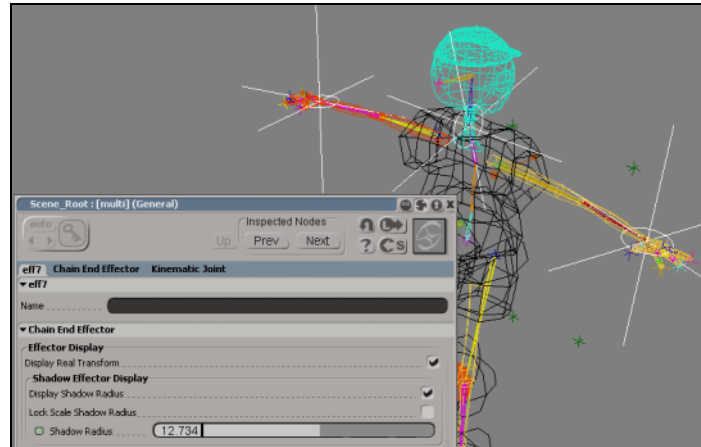 Scene_Root : [multi] (General)
auto
Inspected Nodes
Up Prev Next
? C S
eff7 Chain End Effector Kinematic Joint
eff7
Name
Chain End Effector
Effector Display
Display Real Transform
Shadow Effector Display
Display Shadow Radius
Lock Scale Shadow Radius
Shadow Radius 12.734